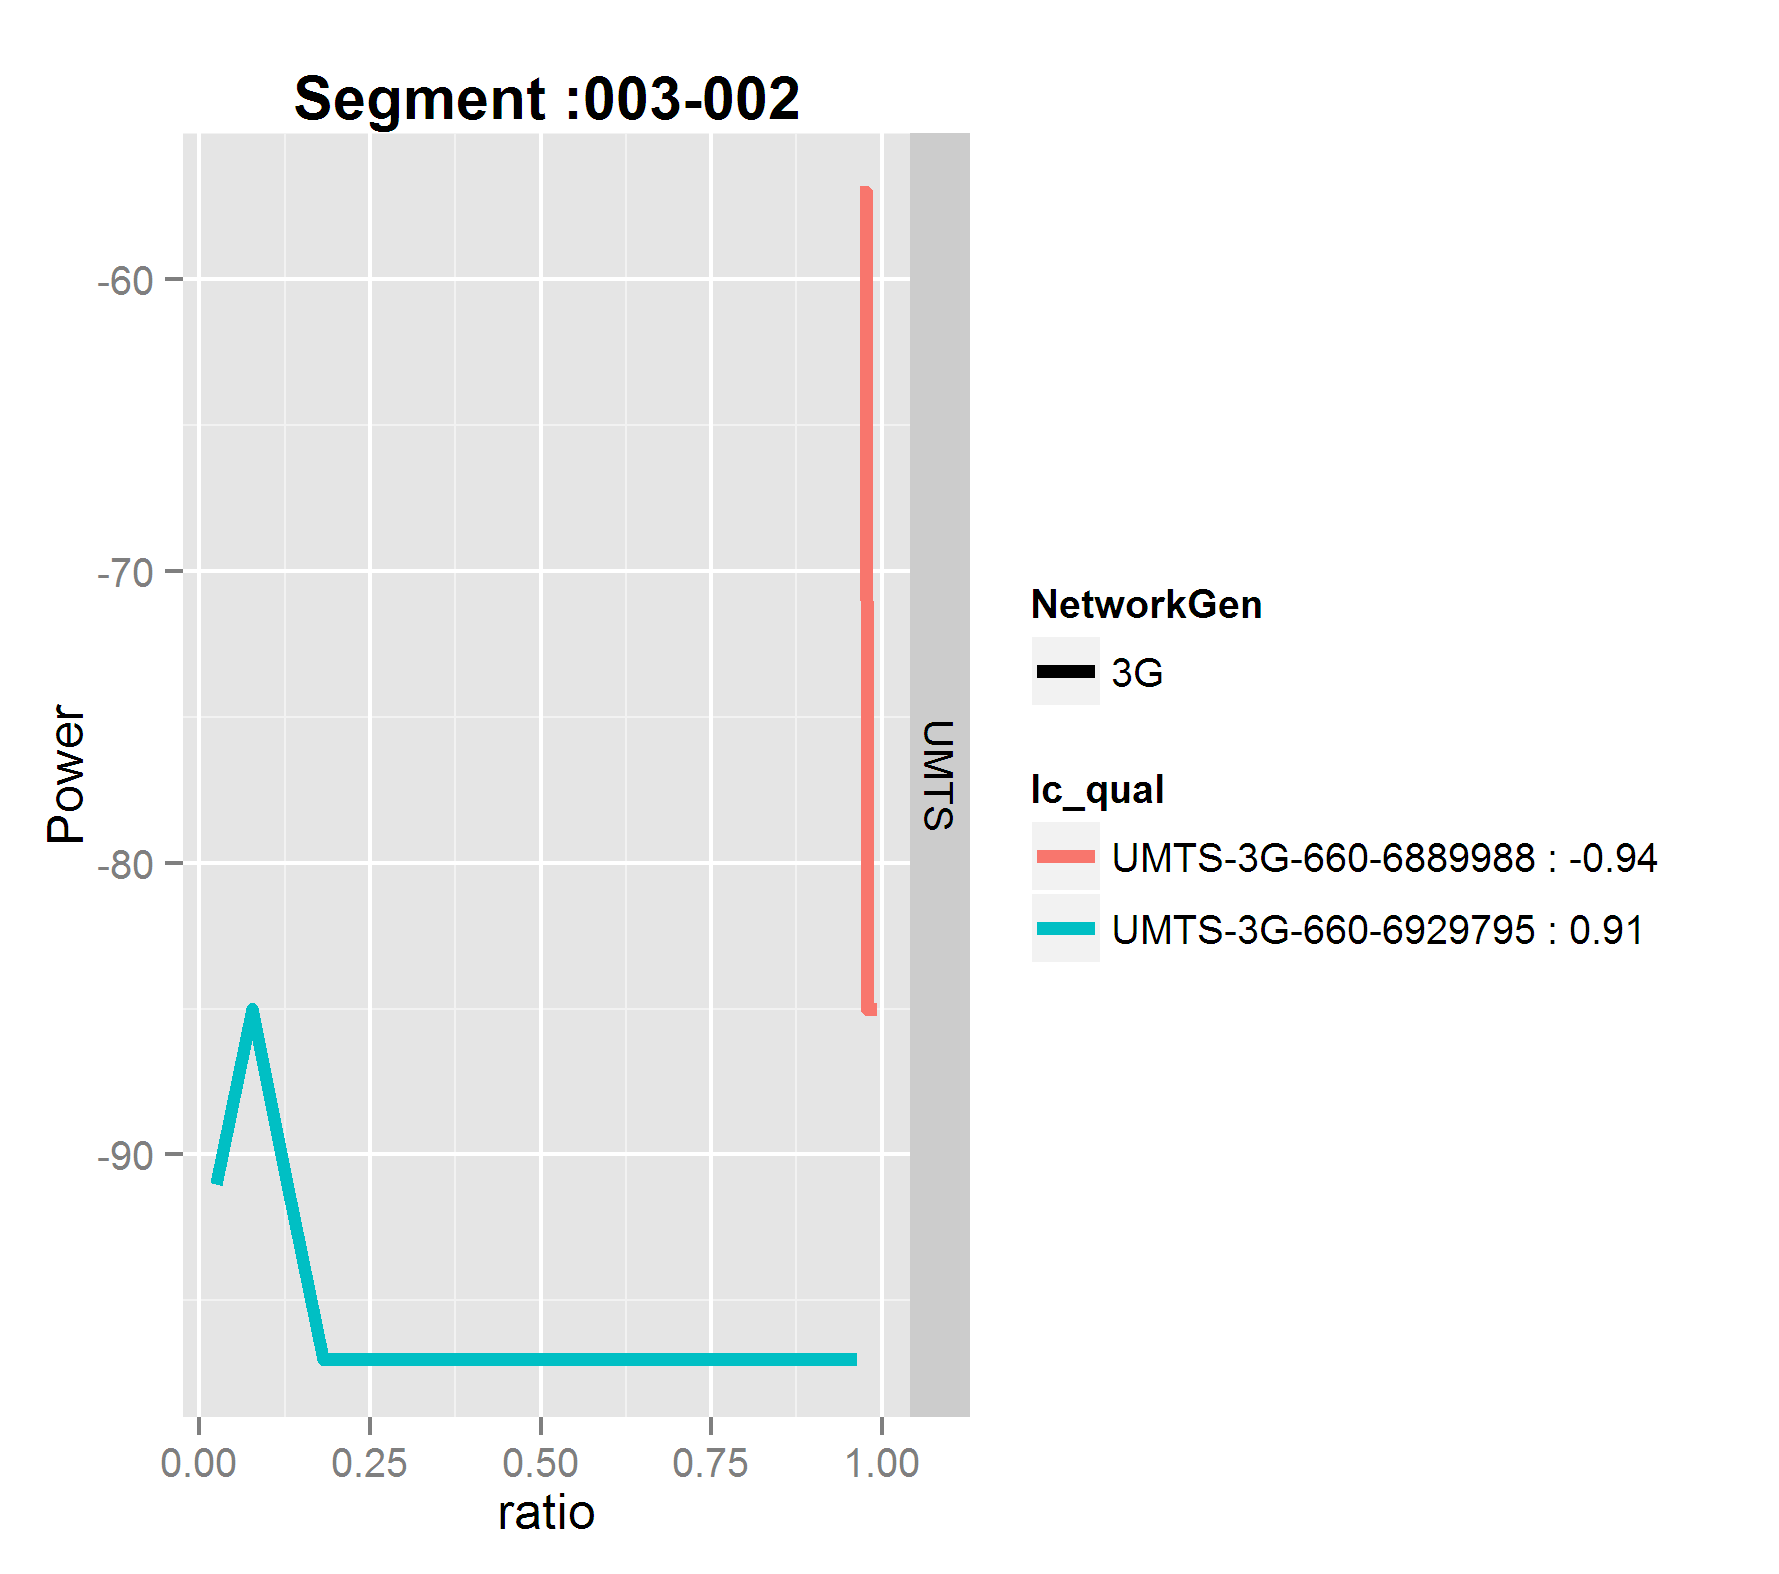 Segment :003-002
-60
-70
-80
-90
Power
0.00 0.25 0.50 0.75 1.00
ratio
UMTS
NetworkGen
3G
lc_qual
UMTS-3G-660-6889988 : -0.94
UMTS-3G-660-6929795 : 0.91